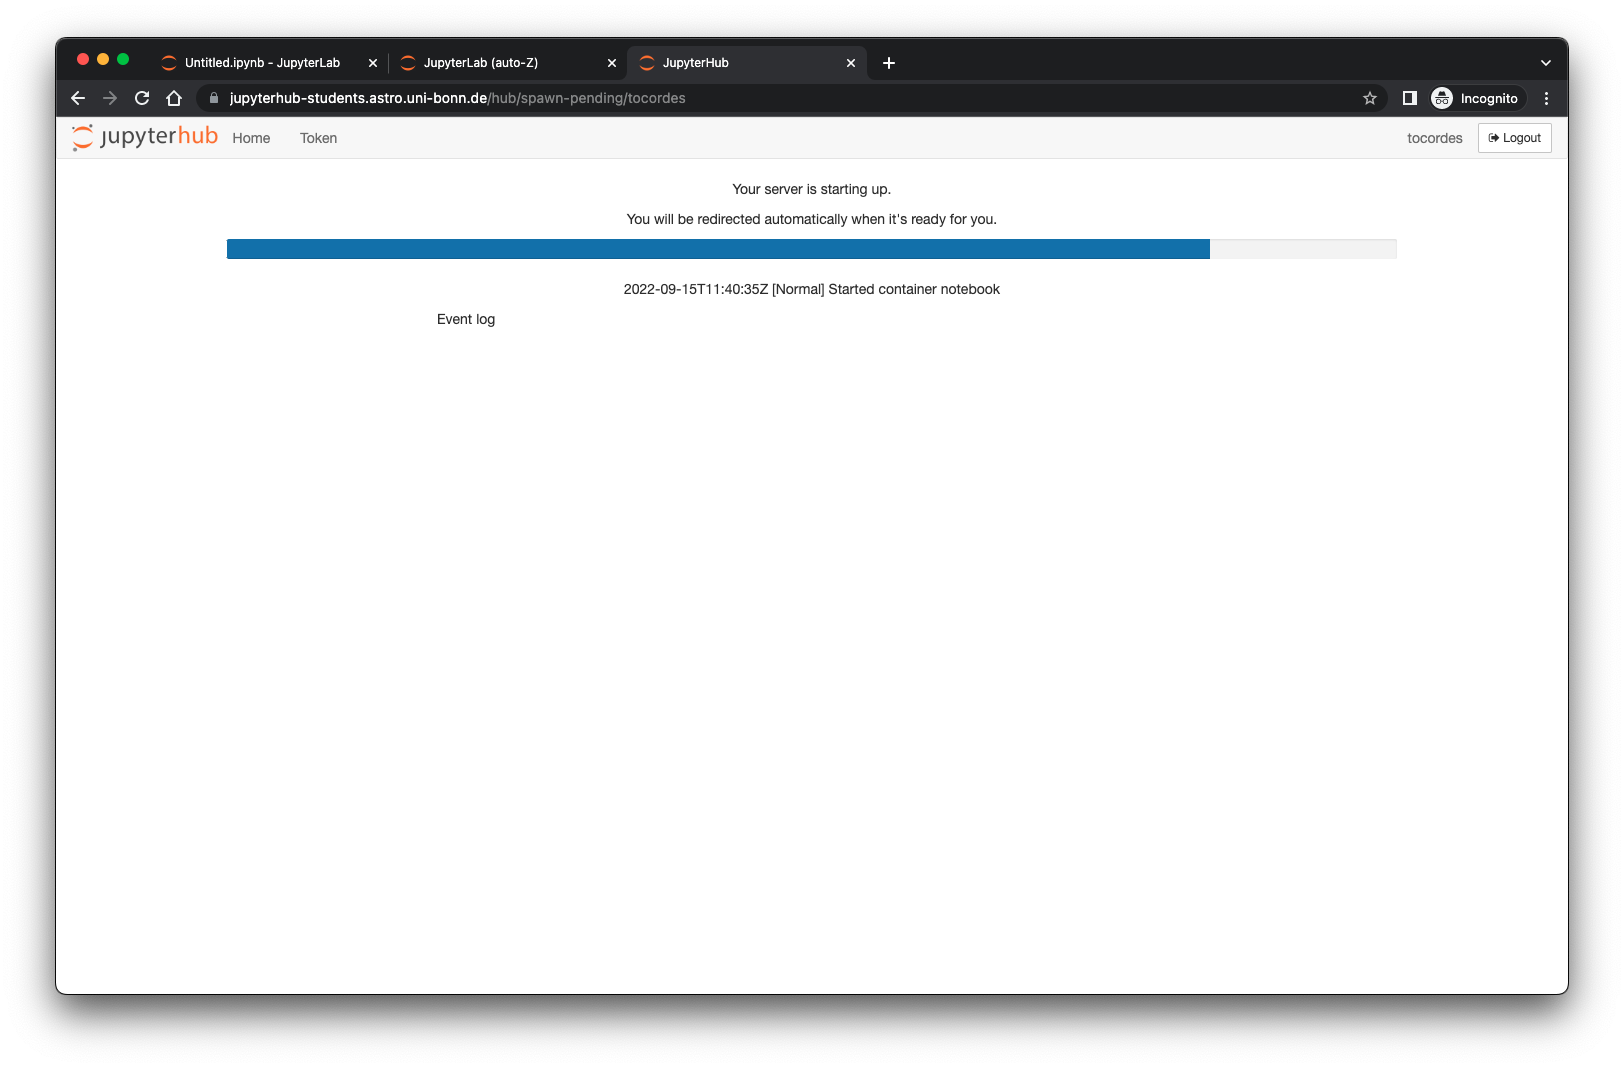 Untitled.ipynb - JupyterLab
JupyterLab (auto-Z)
JupyterHub
jupyterhub-students.astro.uni-bonn.de/hub/spawn-pending/tocordes
Incognito
jupyterhub Home Token tocordes Logout
Your server is starting up.
You will be redirected automatically when it's ready for you.
2022-09-15T11:40:35Z [Normal] Started container notebook
Event log